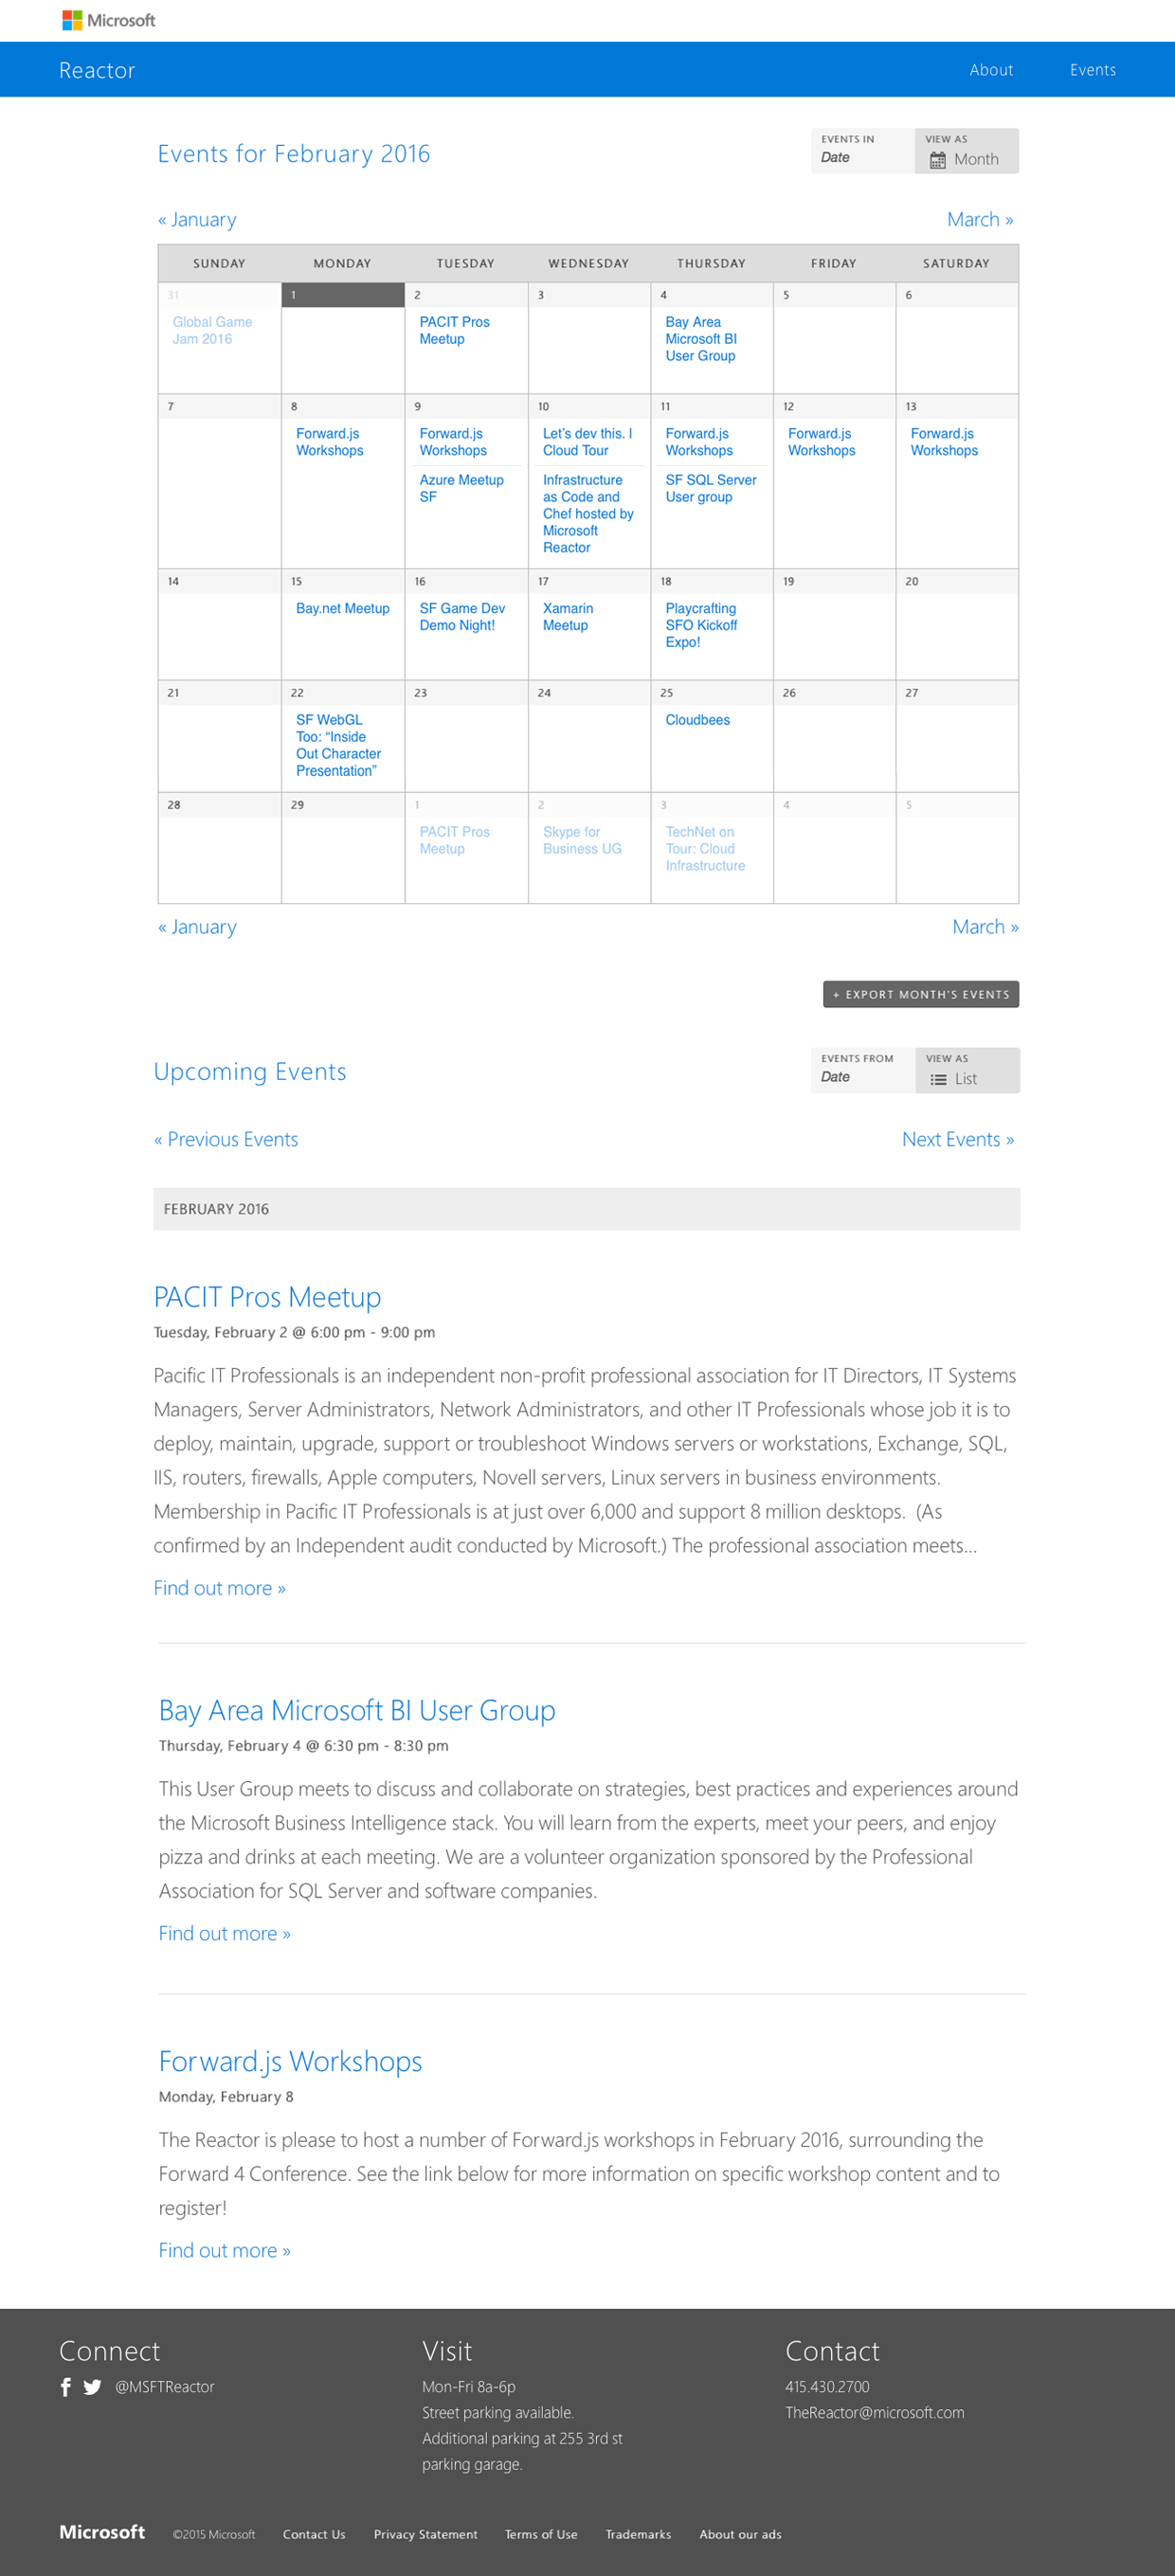 Microsoft
Reactor
About
Events
Events for February 2016
EVENTS IN
Date
VIEW AS
Month
« January
March »
SUNDAY MONDAY TUESDAY WEDNESDAY THURSDAY FRIDAY SATURDAY
31 1 2 3 4 5 6
Global Game
Jam 2016
PACIT Pros
Meetup
Bay Area
Microsoft BI
User Group
7 8 9 10 11 12 13
Forward.js
Workshops
Forward.js
Workshops
Azure Meetup
SF
Let's dev this. |
Cloud Tour
Infrastructure
as Code and
Chef hosted by
Microsoft
Reactor
Forward.js
Workshops
SF SQL Server
User group
Forward.js
Workshops
Forward.js
Workshops
14 15 16 17 18 19 20
Bay.net Meetup
SF Game Dev
Demo Night!
Xamarin
Meetup
Playcrafting
SFO Kickoff
Expo!
21 22 23 24 25 26 27
SF WebGL
Too: “Inside
Out Character
Presentation”
Cloudbees
28 29 1 2 3 4 5
PACIT Pros
Meetup
Skype for
Business UG
TechNet on
Tour: Cloud
Infrastructure
« January
March »
+ EXPORT MONTH'S EVENTS
Upcoming Events
EVENTS FROM
Date
VIEW AS
List
« Previous Events
Next Events »
FEBRUARY 2016
PACIT Pros Meetup
Tuesday, February 2 @ 6:00 pm - 9:00 pm
Pacific IT Professionals is an independent non-profit professional association for IT Directors, IT Systems
Managers, Server Administrators, Network Administrators, and other IT Professionals whose job it is to
deploy, maintain, upgrade, support or troubleshoot Windows servers or workstations, Exchange, SQL,
IIS, routers, firewalls, Apple computers, Novell servers, Linux servers in business environments.
Membership in Pacific IT Professionals is at just over 6,000 and support 8 million desktops. (As
confirmed by an Independent audit conducted by Microsoft.) The professional association meets...
Find out more »
Bay Area Microsoft BI User Group
Thursday, February 4 @ 6:30 pm - 8:30 pm
This User Group meets to discuss and collaborate on strategies, best practices and experiences around
the Microsoft Business Intelligence stack. You will learn from the experts, meet your peers, and enjoy
pizza and drinks at each meeting. We are a volunteer organization sponsored by the Professional
Association for SQL Server and software companies.
Find out more »
Forward.js Workshops
Monday, February 8
The Reactor is please to host a number of Forward.js workshops in February 2016, surrounding the
Forward 4 Conference. See the link below for more information on specific workshop content and to
register!
Find out more »
Connect
@MSFTReactor
Visit
Mon-Fri 8a-6p
Street parking available.
Additional parking at 255 3rd st
parking garage.
Contact
415.430.2700
TheReactor@microsoft.com
Microsoft ©2015 Microsoft Contact Us Privacy Statement Terms of Use Trademarks About our ads